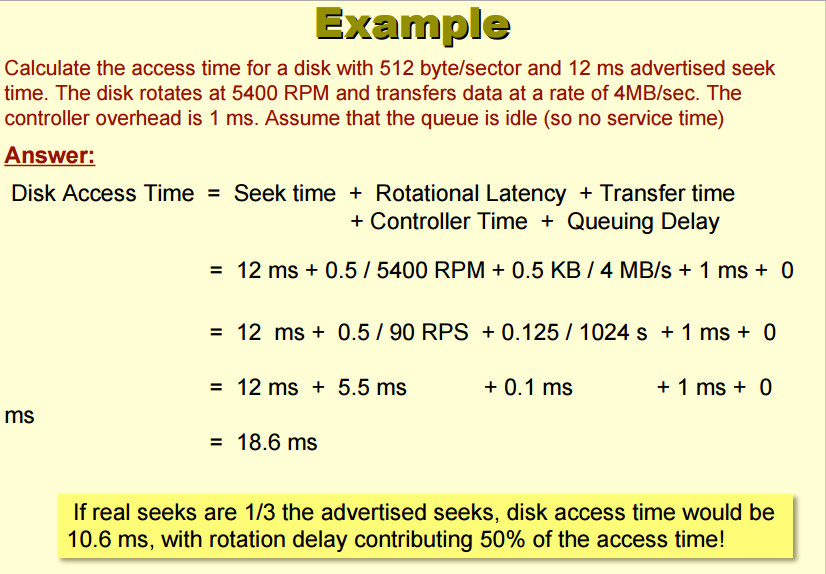 Example
Calculate the access time for a disk with 512 byte/sector and 12 ms advertised seek
time. The disk rotates at 5400 RPM and transfers data at a rate of 4MB/sec. The
controller overhead is 1 ms. Assume that the queue is idle (so no service time)
Answer:
Disk Access Time = Seek time + Rotational Latency + Transfer time
+ Controller Time + Queuing Delay
= 12 ms + 0.5 / 5400 RPM + 0.5 KB / 4 MB/s + 1 ms + 0
= 12 ms + 0.5 / 90 RPS + 0.125 / 1024 s + 1 ms + 0
= 12 ms + 5.5 ms + 0.1 ms + 1 ms + 0
ms
= 18.6 ms
If real seeks are 1/3 the advertised seeks, disk access time would be
10.6 ms, with rotation delay contributing 50% of the access time!